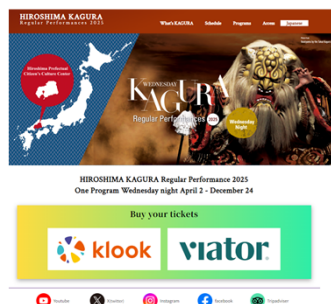 HIROSHIMA KAGURA
Regular Performances 2025
What's KAGURA Schedule Programs Access Japanese
Hiroshima Prefectural
Citizen's Culture Center
WEDNESDAY
KAGURA
Regular Performances 2025
Wednesday
Night
HIROSHIMA KAGURA Regular Performance 2025
One Program Wednesday night April 2 - December 24
Buy your tickets
klook
viator
Youtube Instagram Facebook Tripadvisor